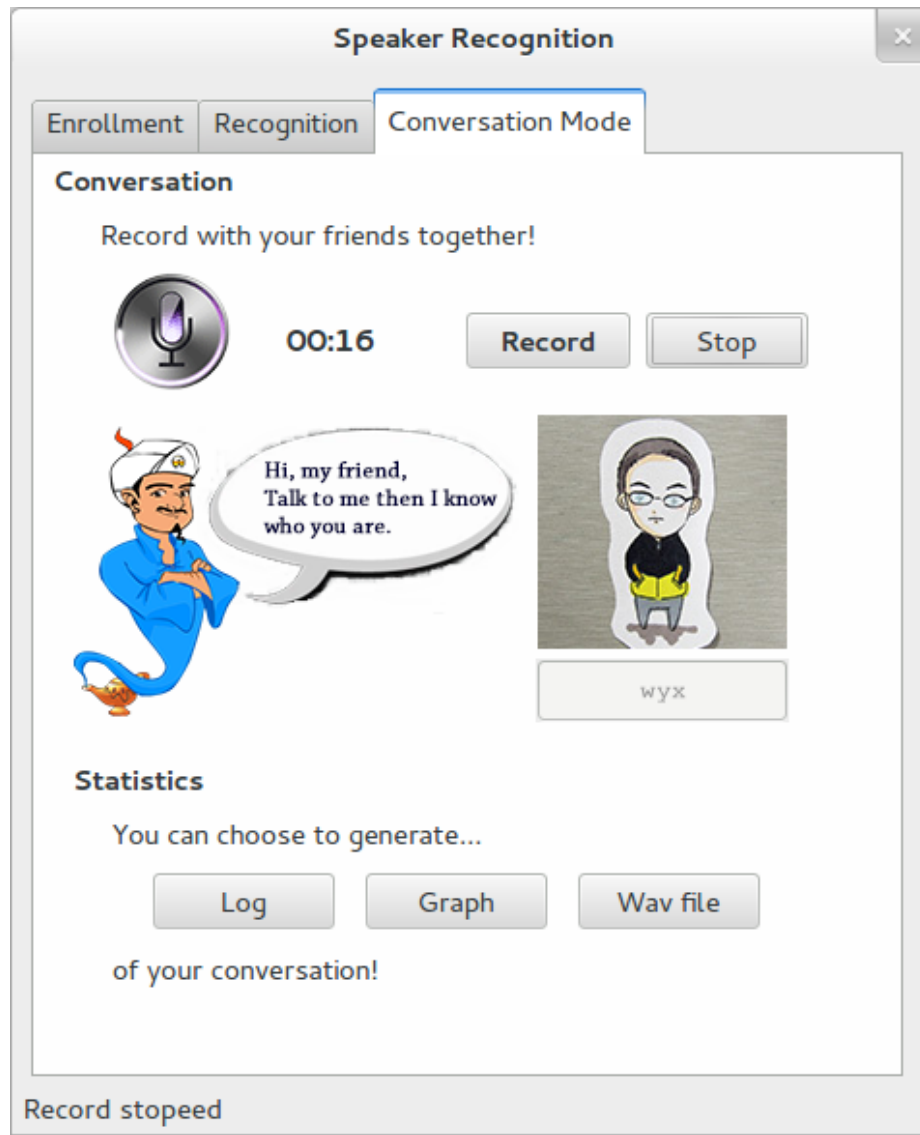 Speaker Recognition
Enrollment Recognition Conversation Mode
Conversation
Record with your friends together!
00:16 Record Stop
Hi, my friend,
Talk to me then I know
who you are.
wyx
Statistics
You can choose to generate...
Log Graph Wav file
of your conversation!
Record stopeed